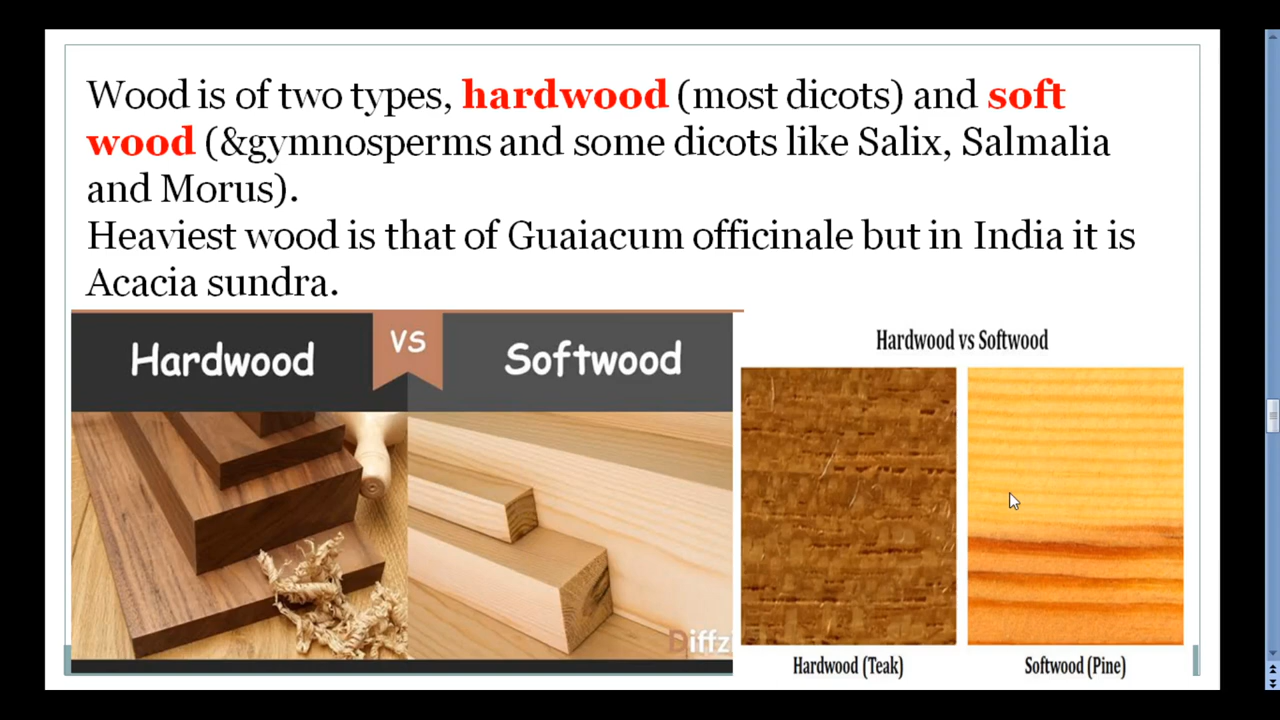 Wood is of two types, hardwood (most dicots) and soft
wood (&gymnosperms and some dicots like Salix, Salmalia
and Morus).
Heaviest wood is that of Guaiacum officinale but in India it is
Acacia sundra.
Hardwood
VS
Softwood
Hardwood vs Softwood
Hardwood (Teak)
Softwood (Pine)